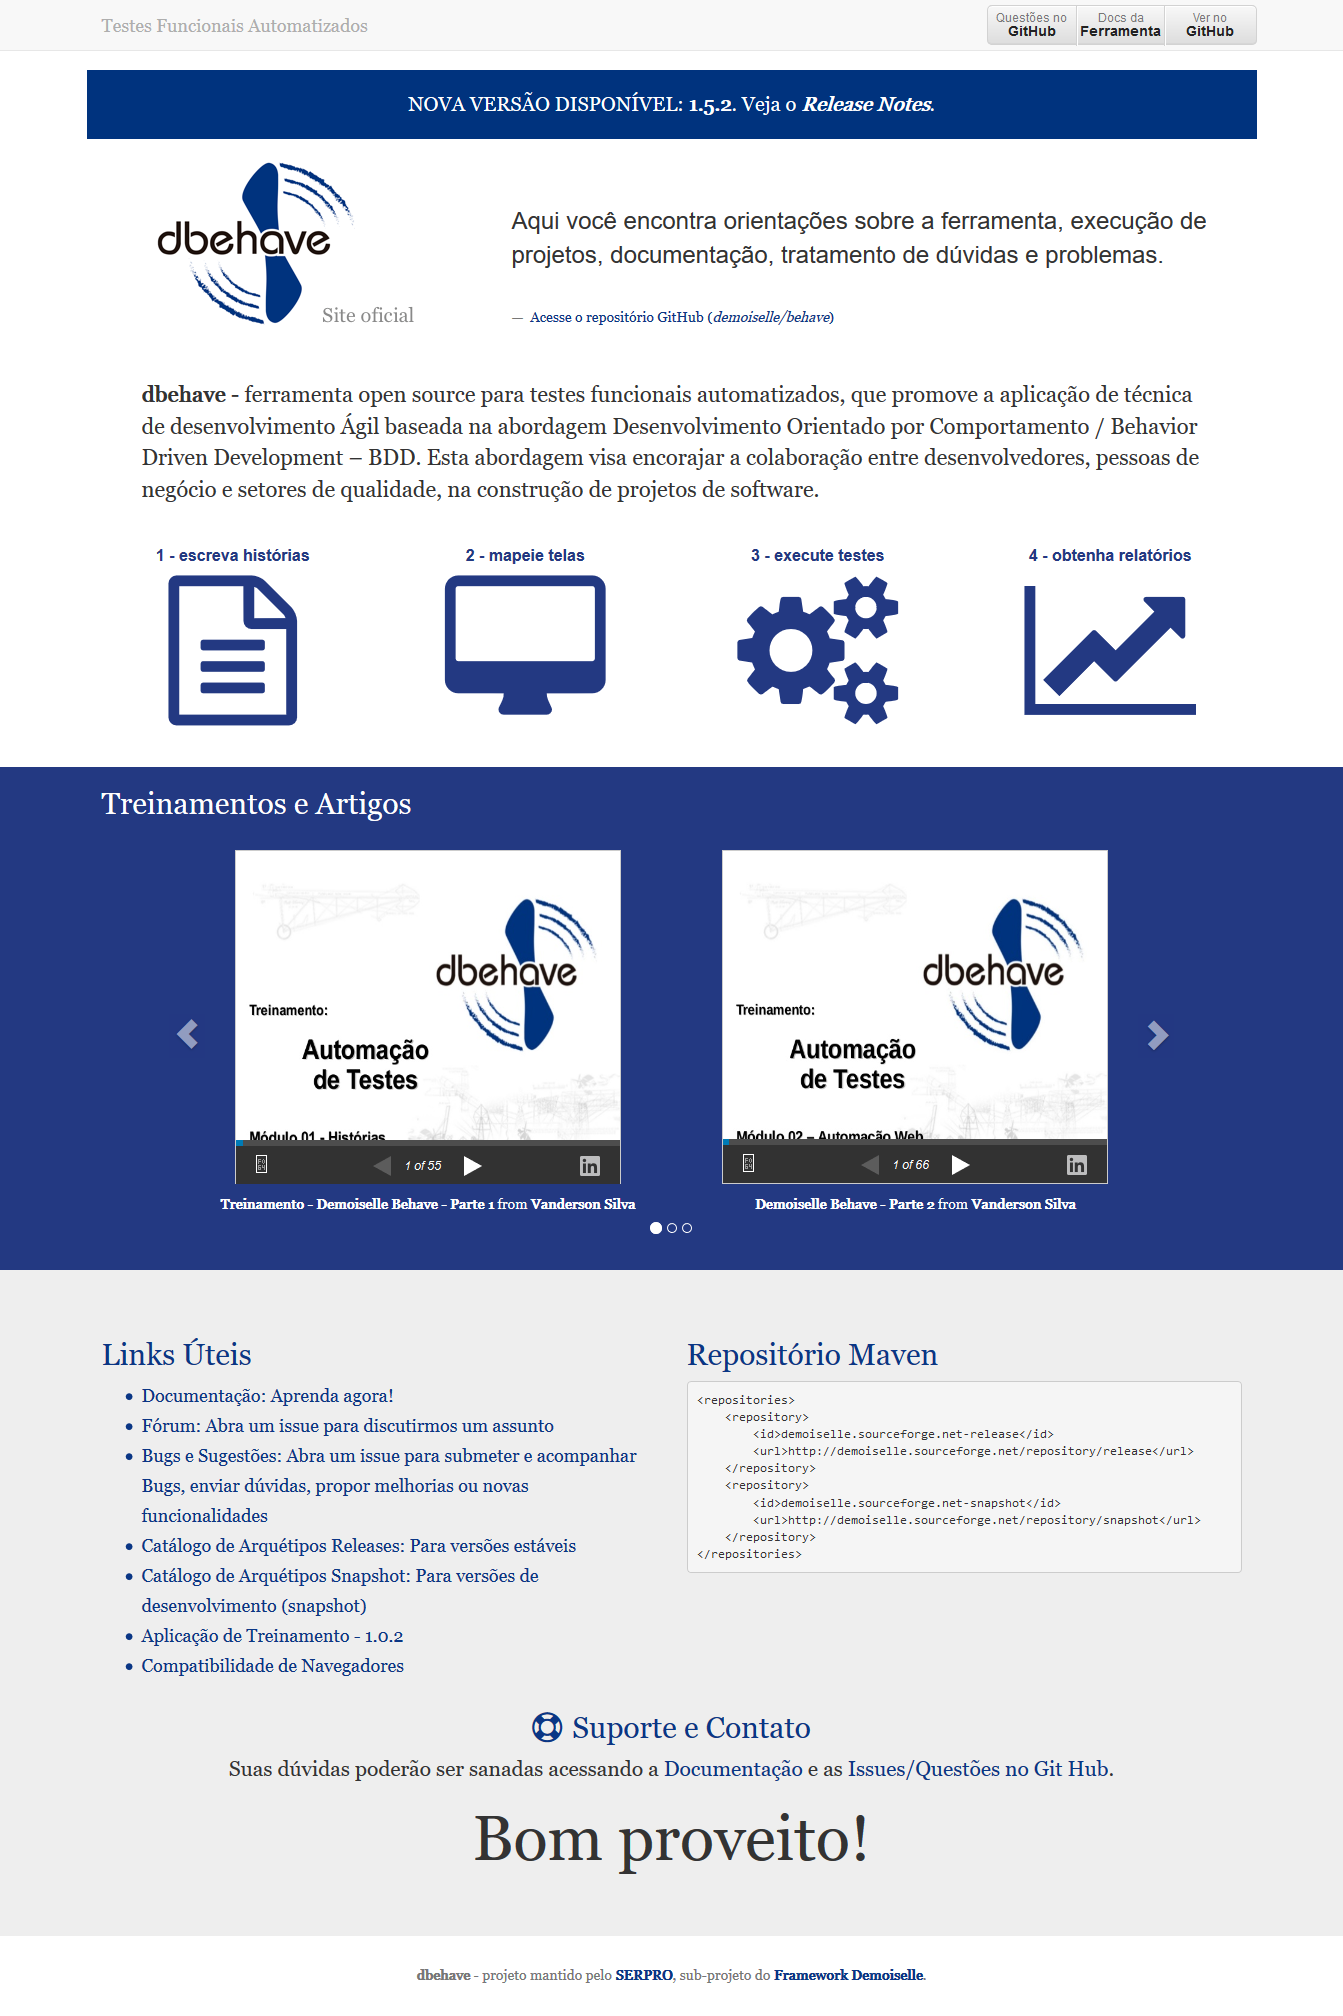 Testes Funcionais Automatizados
Questões no
GitHub
Docs da
Ferramenta
Ver no
GitHub
NOVA VERSÃO DISPONÍVEL: 1.5.2. Veja o Release Notes.
dbehave
Site oficial
Aqui você encontra orientações sobre a ferramenta, execução de
projetos, documentação, tratamento de dúvidas e problemas.
— Acesse o repositório GitHub (demoiselle/behave)
dbehave - ferramenta open source para testes funcionais automatizados, que promove a aplicação de técnica
de desenvolvimento Ágil baseada na abordagem Desenvolvimento Orientado por Comportamento / Behavior
Driven Development – BDD. Esta abordagem visa encorajar a colaboração entre desenvolvedores, pessoas de
negócio e setores de qualidade, na construção de projetos de software.
1 - escreva histórias
2 - mapeie telas
3 - execute testes
4 - obtenha relatórios
Treinamentos e Artigos
dbehave
Treinamento:
Automação
de Testes
Módulo 01 - Histórias
1 of 55
Treinamento - Demoiselle Behave - Parte 1 from Vanderson Silva
dbehave
Treinamento:
Automação
de Testes
Módulo 02 – Automação Web
1 of 66
Demoiselle Behave - Parte 2 from Vanderson Silva
Links Úteis
Documentação: Aprenda agora!
Fórum: Abra um issue para discutirmos um assunto
Bugs e Sugestões: Abra um issue para submeter e acompanhar
Bugs, enviar dúvidas, propor melhorias ou novas
funcionalidades
Catálogo de Arquétipos Releases: Para versões estáveis
Catálogo de Arquétipos Snapshot: Para versões de
desenvolvimento (snapshot)
Aplicação de Treinamento - 1.0.2
Compatibilidade de Navegadores
Repositório Maven
<repositories>
<repository>
<id>demoiselle.sourceforge.net-release</id>
<url>http://demoiselle.sourceforge.net/repository/release</url>
</repository>
<repository>
<id>demoiselle.sourceforge.net-snapshot</id>
<url>http://demoiselle.sourceforge.net/repository/snapshot</url>
</repository>
</repositories>
Suporte e Contato
Suas dúvidas poderão ser sanadas acessando a Documentação e as Issues/Questões no Git Hub.
Bom proveito!
dbehave - projeto mantido pelo SERPRO, sub-projeto do Framework Demoiselle.